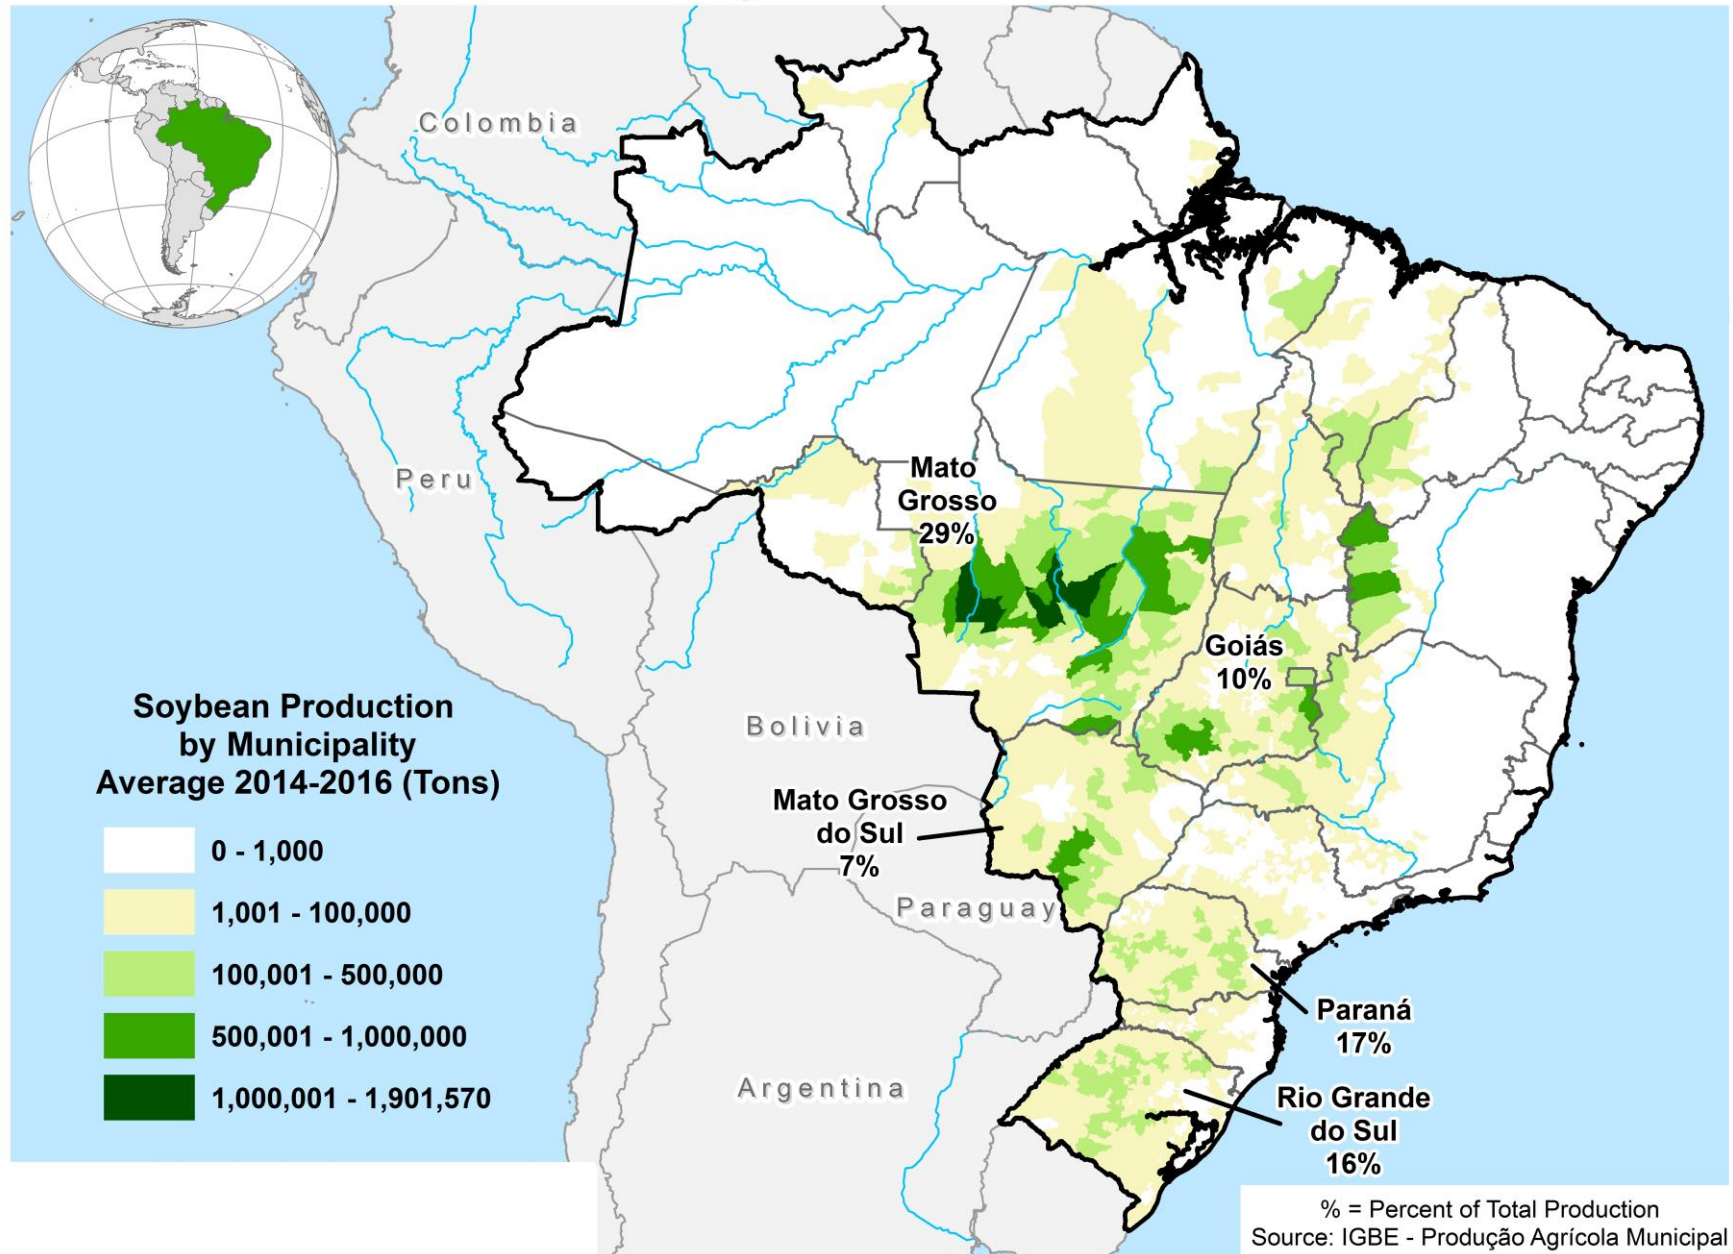 Colombia
Peru
Mato
Grosso
29%
Goiás
10%
Soybean Production
by Municipality
Average 2014-2016 (Tons)
0 - 1,000
1,001 - 100,000
100,001 - 500,000
500,001 - 1,000,000
1,000,001 - 1,901,570
Bolivia
Mato Grosso
do Sul
7%
Paraguay
Paraná
17%
Argentina
Rio Grande
do Sul
16%
% = Percent of Total Production
Source: IGBE - Produção Agrícola Municipal